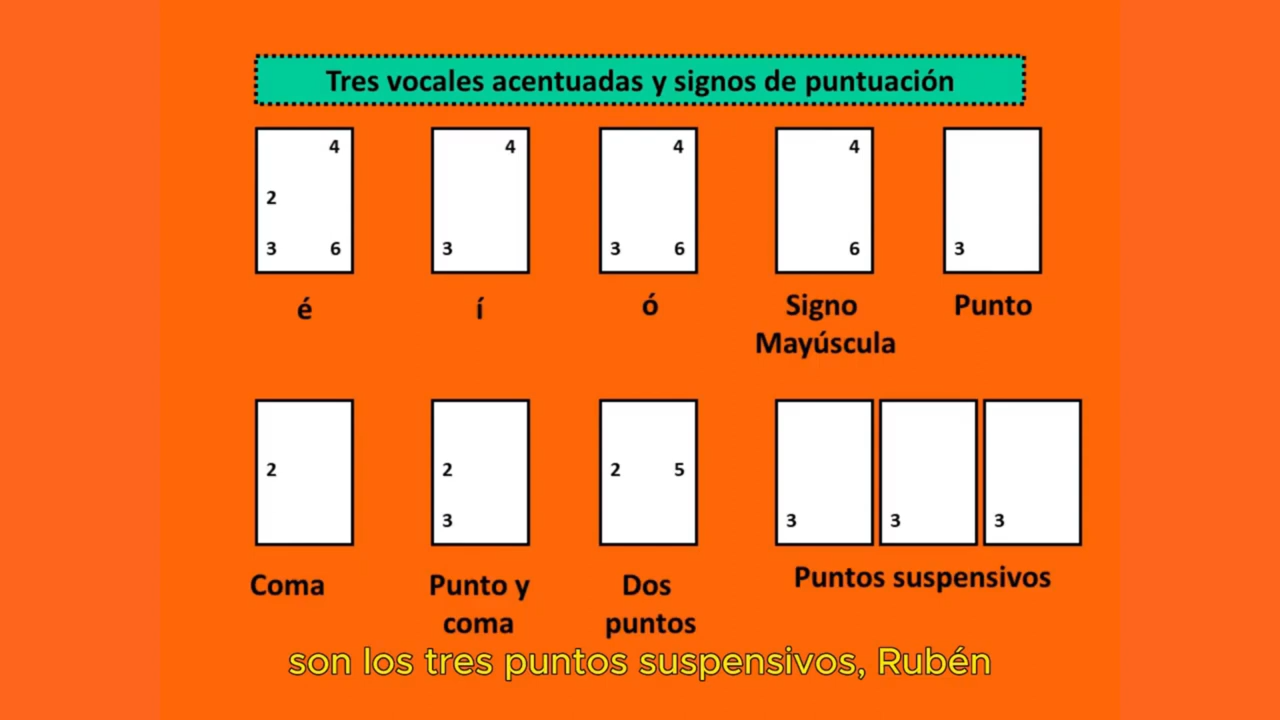 Tres vocales acentuadas y signos de puntuación
4
2
3 6
é
4
3
í
4
3 6
ó
4
6
Signo
Mayúscula
3
Punto
2
Coma
2
3
Punto y
coma
2 5
Dos
puntos
3
3
3
Puntos suspensivos
son los tres puntos suspensivos, Rubén